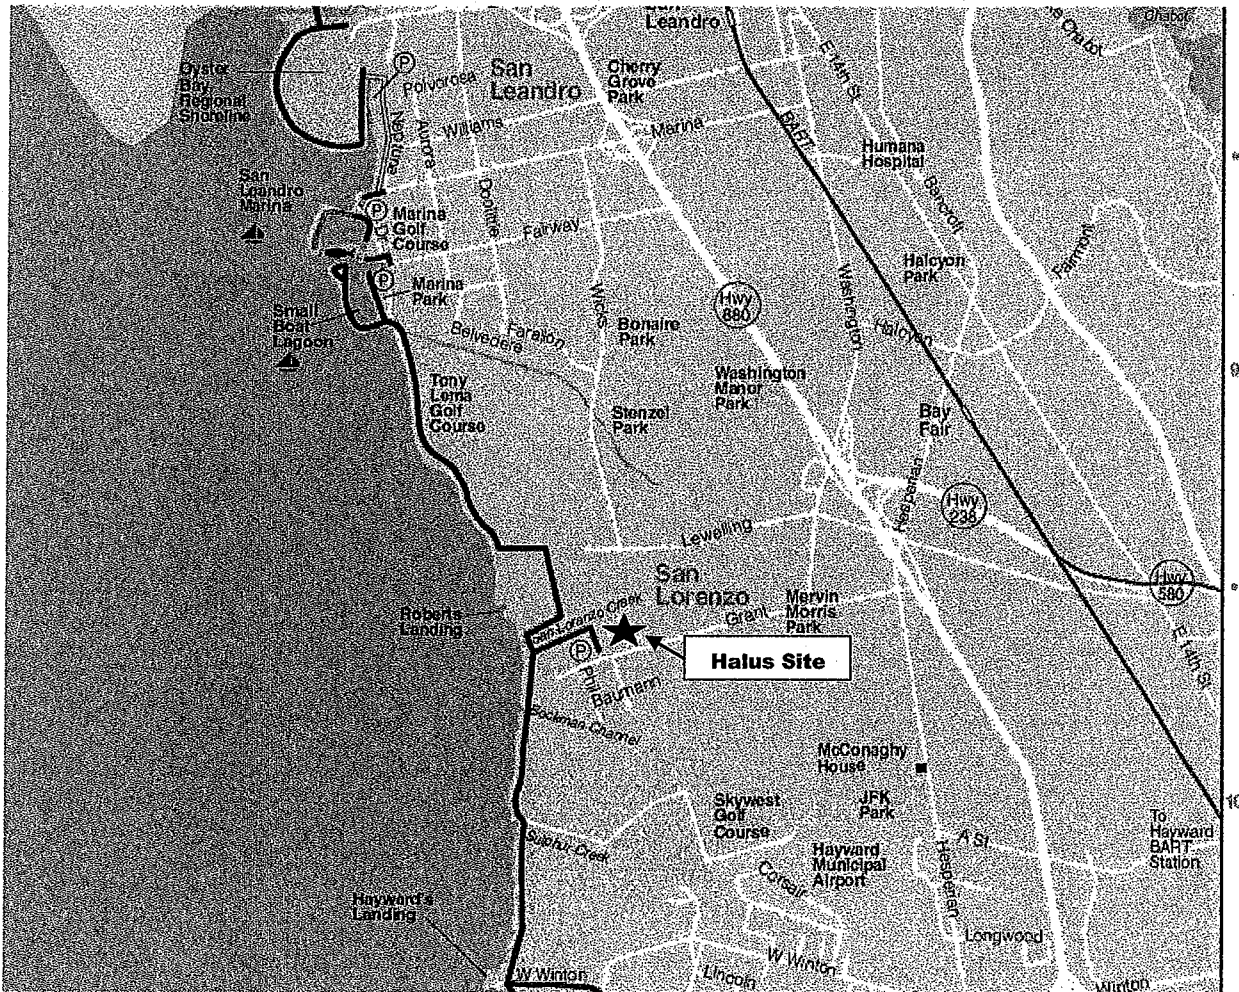 San
Leandro
Chabot
Oyster
Bay
Regional
Shoreline
P
Polvorosa
San
Leandro
Cherry
Grove
Park
E 14th St
Williams
Marina
BART
Neptune
Aurora
Doolittle
Humana
Hospital
Bancroft
San
Leandro
Marina
P
Marina
Golf
Course
Fairway
Fairmont
Halcyon
Park
P
Marina
Park
Washington
Hwy
880
Wicks
Small
Boat
Lagoon
Belvedere
Farallon
Bonaire
Park
Halcyon
Washington
Manor
Park
Tony
Lema
Golf
Course
Stenzel
Park
Bay
Fair
Hesperian
Hwy
238
Lewelling
San
Lorenzo
Hwy
580
Roberts
Landing
San Lorenzo Creek
Grant
Mervin
Morris
Park
E 14th St
P
Halus Site
Baumann
Bockman Channel
McConaghy
House
Skywest
Golf
Course
JFK
Park
To
Hayward
BART
Station
10
Sulphur Creek
Hayward
Municipal
Airport
A St
Corsair
Hesperian
Hayward's
Landing
Longwood
W Winton
W Winton
Lincoln
Winton